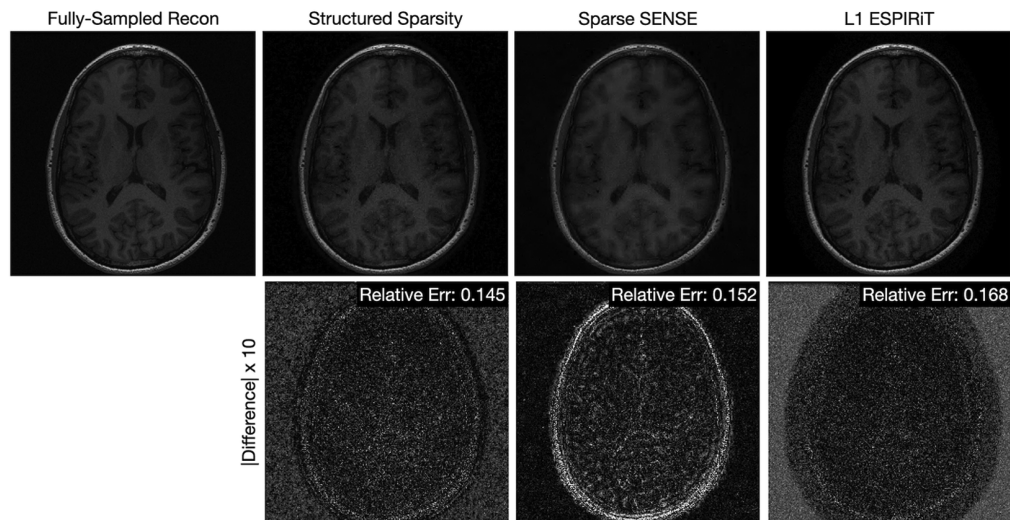 Fully-Sampled Recon
Structured Sparsity
Sparse SENSE
L1 ESPIRiT
Relative Err: 0.145
Relative Err: 0.152
Relative Err: 0.168
|Difference| x 10